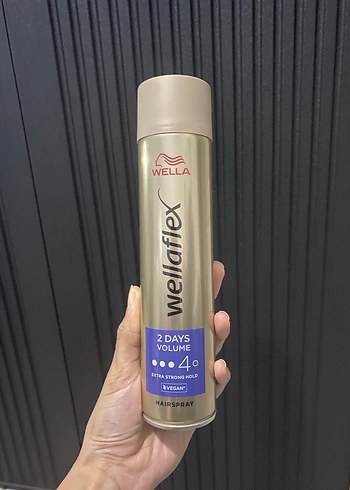 WELLA
wellaflex
2 DAYS
VOLUME
4
EXTRA STRONG HOLD
VEGAN*
HAIRSPRAY